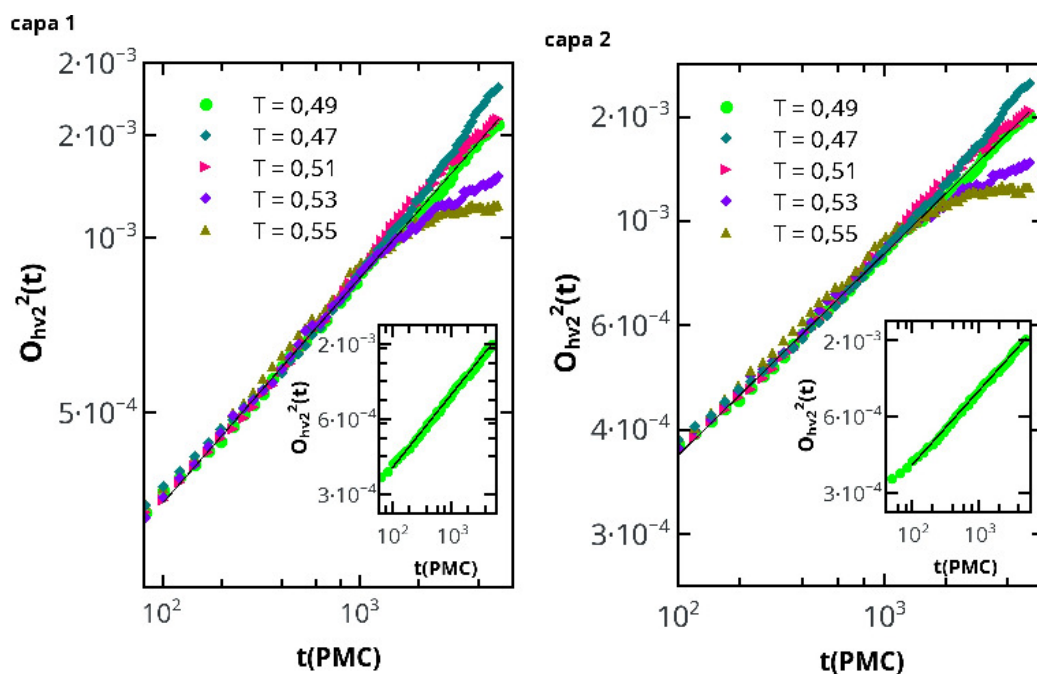 capa 1
2·10⁻³
2·10⁻³
10⁻³
5·10⁻⁴
O_hv2²(t)
T = 0,49
T = 0,47
T = 0,51
T = 0,53
T = 0,55
10²
10³
t(PMC)
2·10⁻³
6·10⁻⁴
3·10⁻⁴
O_hv2²(t)
10²
10³
t(PMC)
capa 2
2·10⁻³
10⁻³
6·10⁻⁴
4·10⁻⁴
3·10⁻⁴
O_hv2²(t)
T = 0,49
T = 0,47
T = 0,51
T = 0,53
T = 0,55
10²
10³
t(PMC)
2·10⁻³
6·10⁻⁴
3·10⁻⁴
O_hv2²(t)
10²
10³
t(PMC)